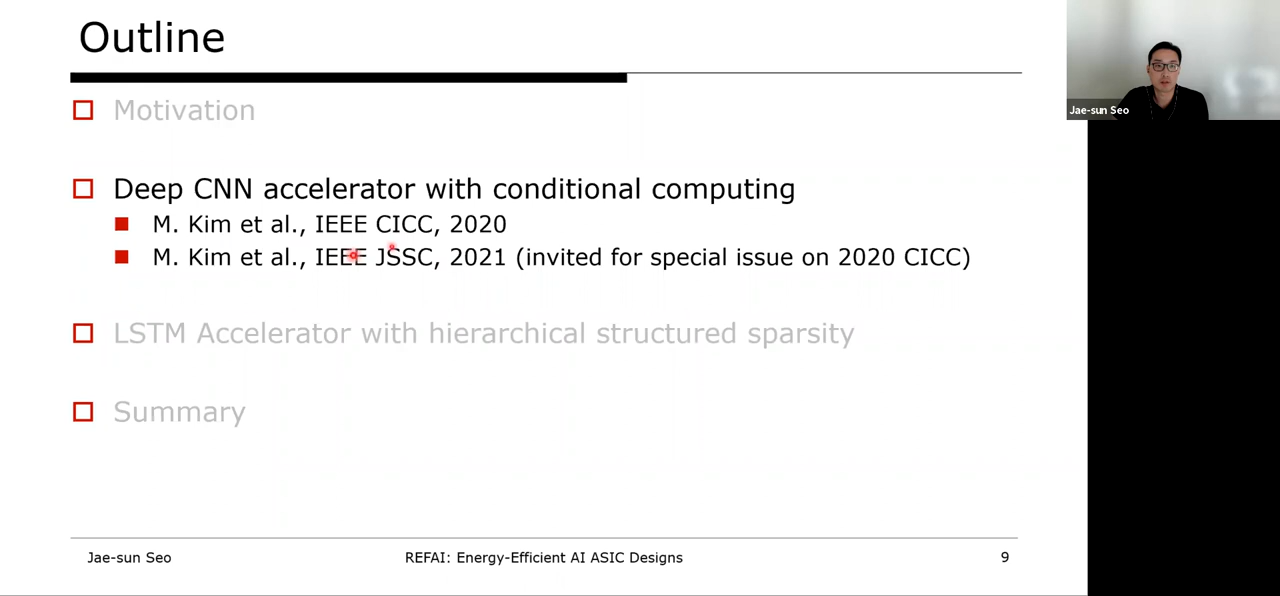 Outline
Motivation
Deep CNN accelerator with conditional computing
M. Kim et al., IEEE CICC, 2020
M. Kim et al., IEEE JSSC, 2021 (invited for special issue on 2020 CICC)
LSTM Accelerator with hierarchical structured sparsity
Summary
Jae-sun Seo
REFAI: Energy-Efficient AI ASIC Designs
9
Jae-sun Seo